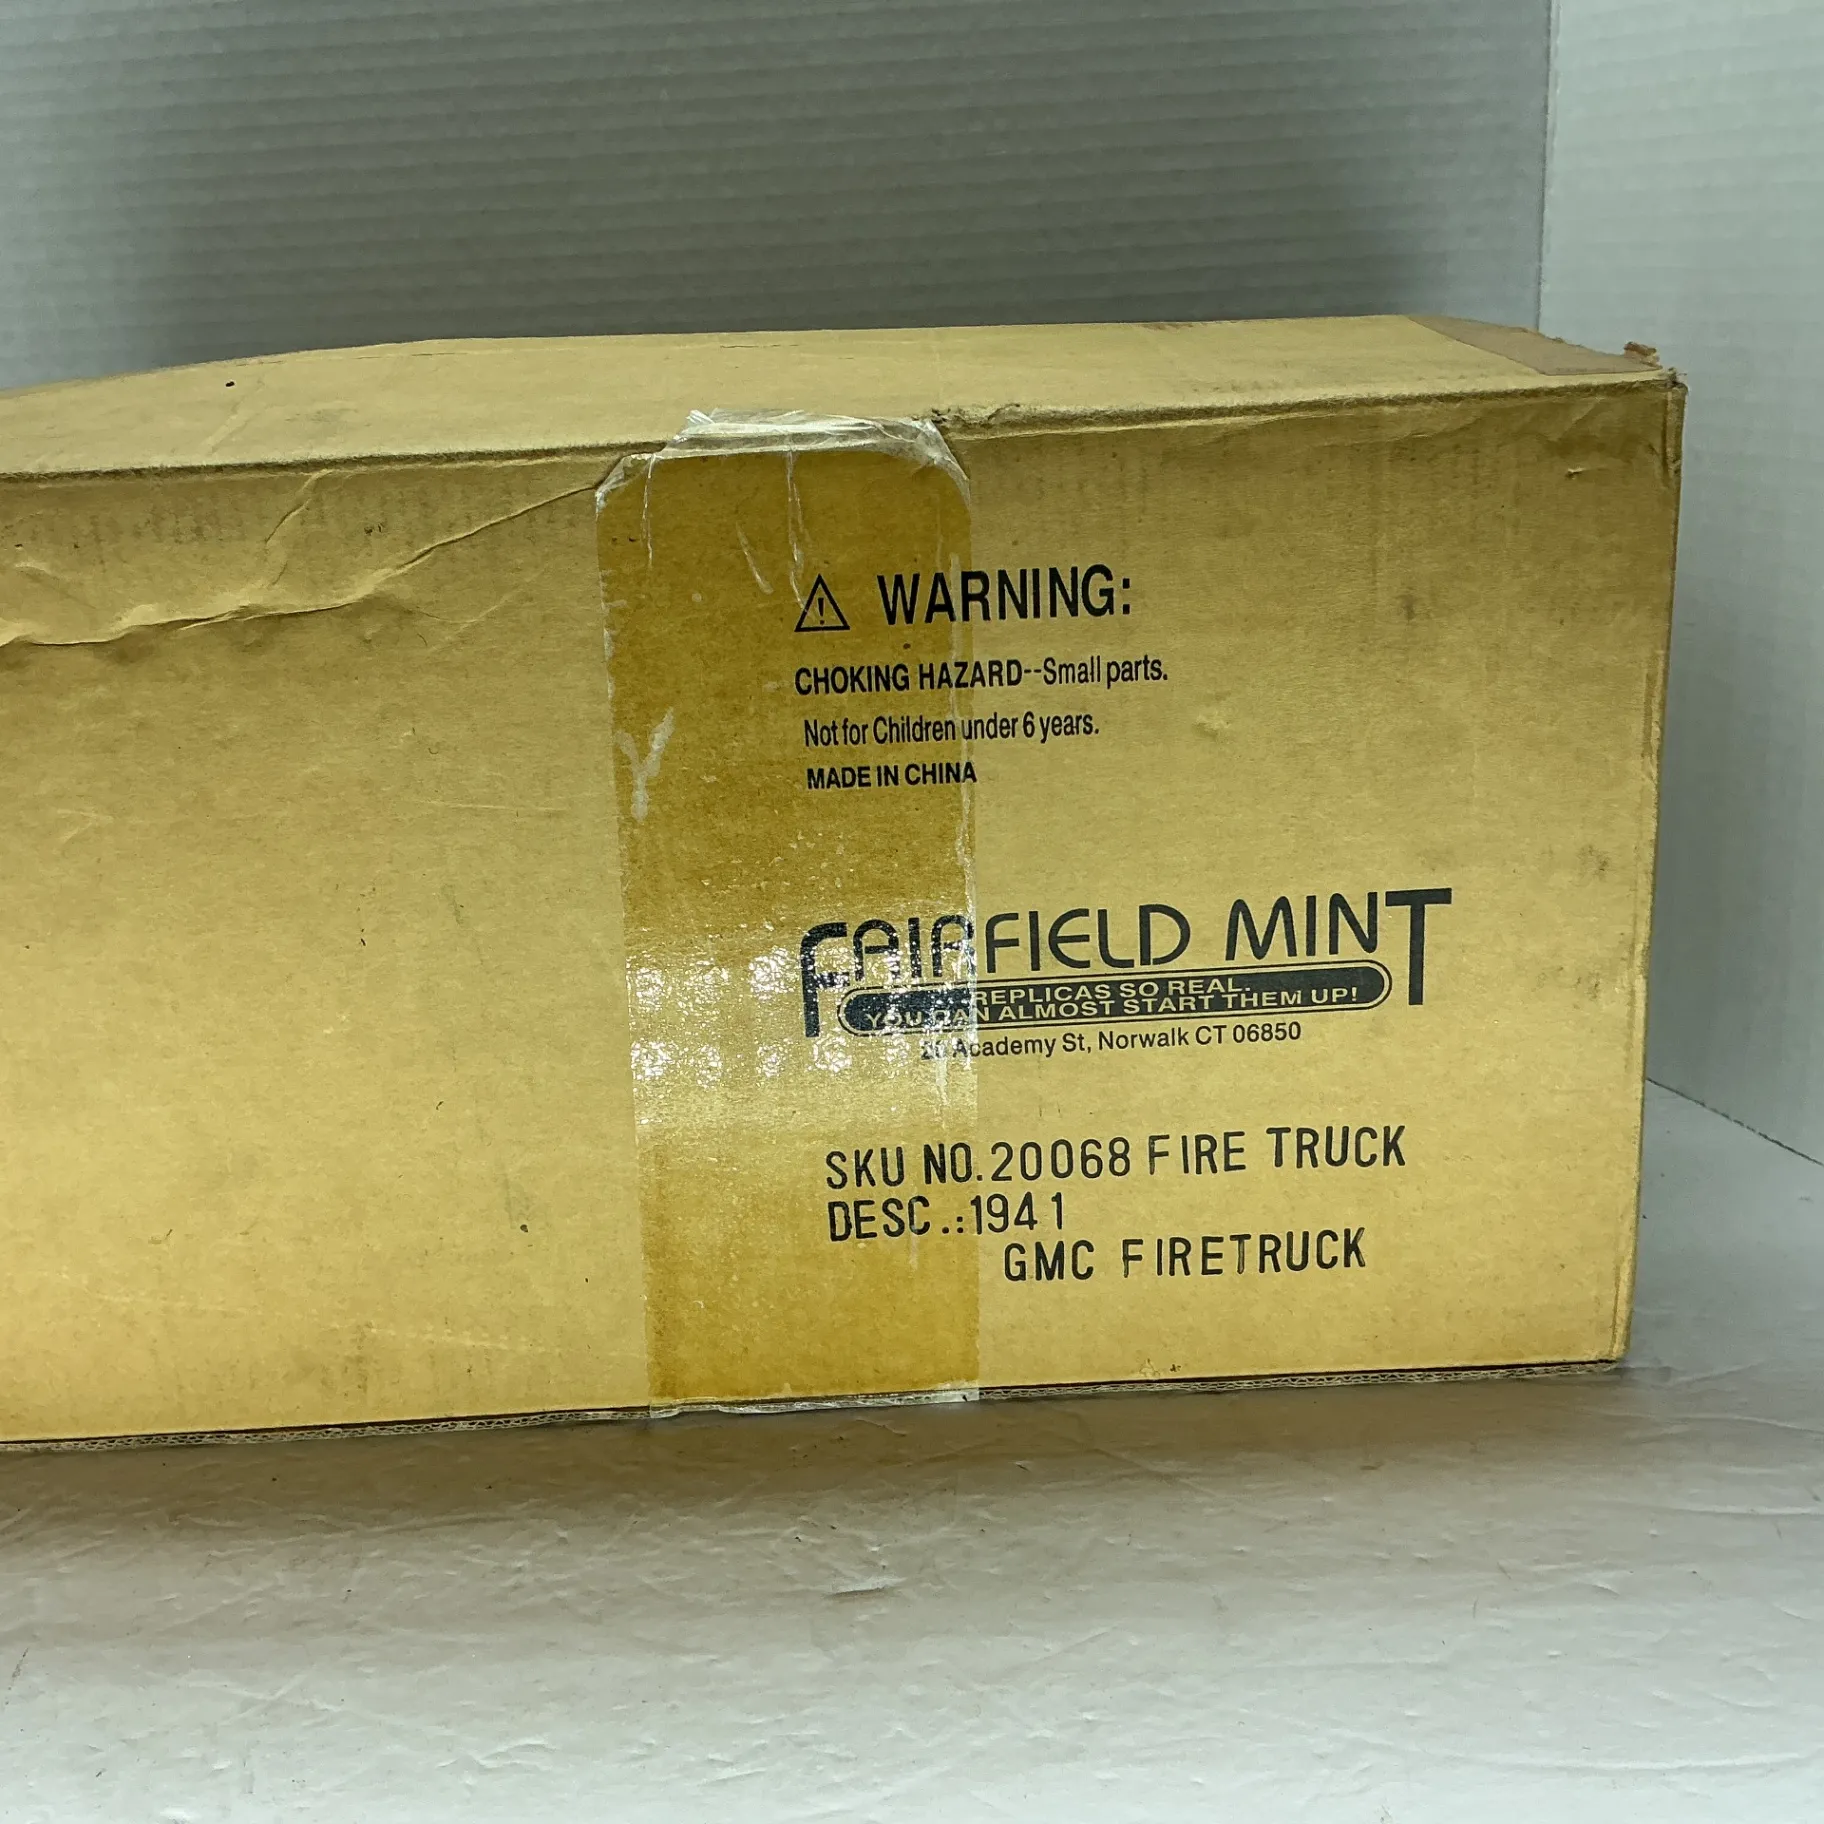 WARNING:
CHOKING HAZARD--Small parts.
Not for Children under 6 years.
MADE IN CHINA
FAIRFIELD MINT
REPLICAS SO REAL.
YOU CAN ALMOST START THEM UP!
20 Academy St, Norwalk CT 06850
SKU NO.20068 FIRE TRUCK
DESC.:1941
GMC FIRETRUCK